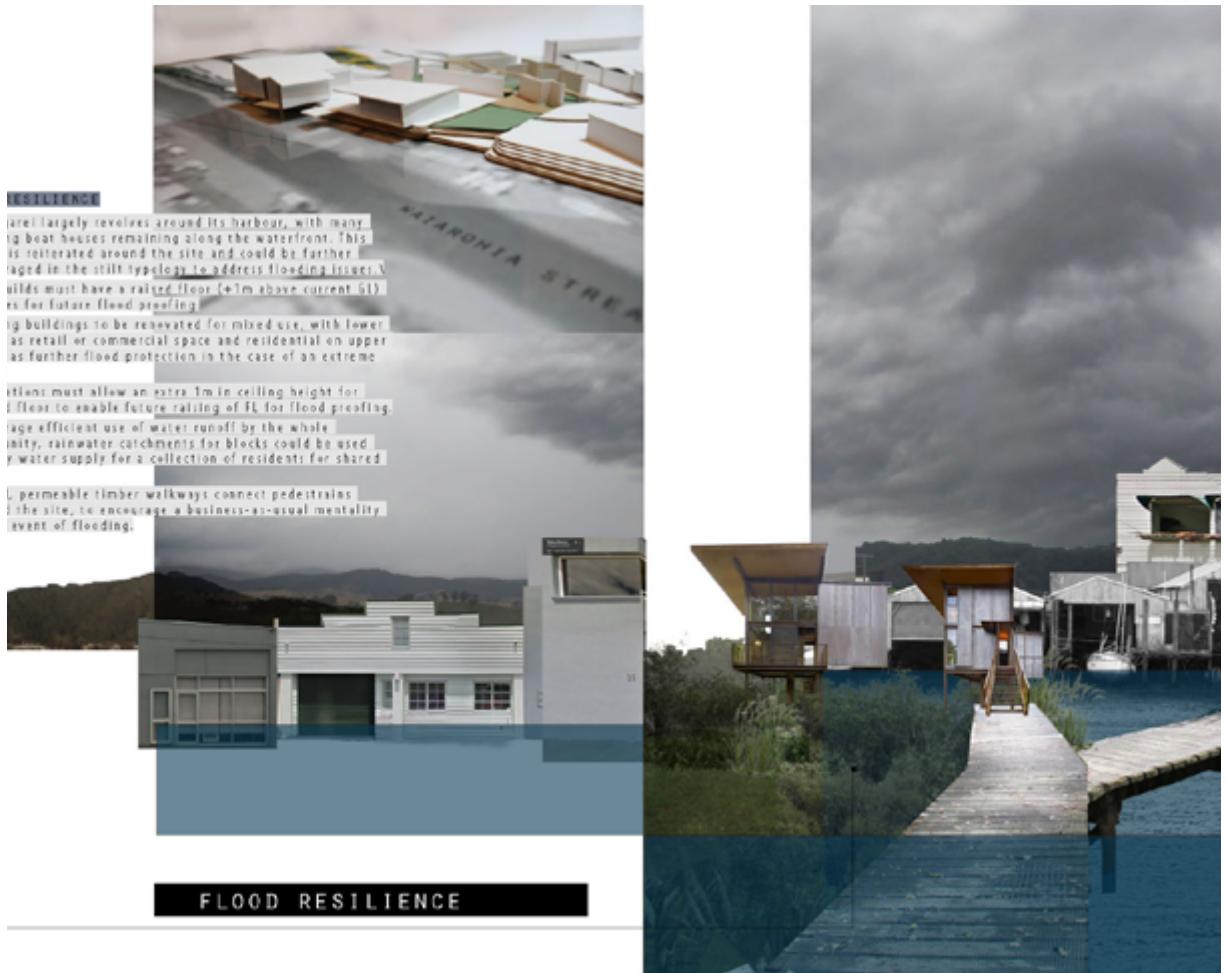 RESILIENCE
arei largely revolves around its harbour, with many
ng boat houses remaining along the waterfront. This
is reiterated around the site and could be further
raged in the stilt typology to address flooding issues.
uilds must have a raised floor (+1m above current GL)
es for future flood proofing
ng buildings to be renovated for mixed use, with lower
as retail or commercial space and residential on upper
as further flood protection in the case of an extreme
ations must allow an extra 1m in ceiling height for
d floor to enable future raising of FL for flood proofing.
rage efficient use of water runoff by the whole
unity, rainwater catchments for blocks could be used
y water supply for a collection of residents for shared
, permeable timber walkways connect pedestrains
d the site, to encourage a business-as-usual mentality
event of flooding.
WAIAROHIA STREA
FLOOD RESILIENCE